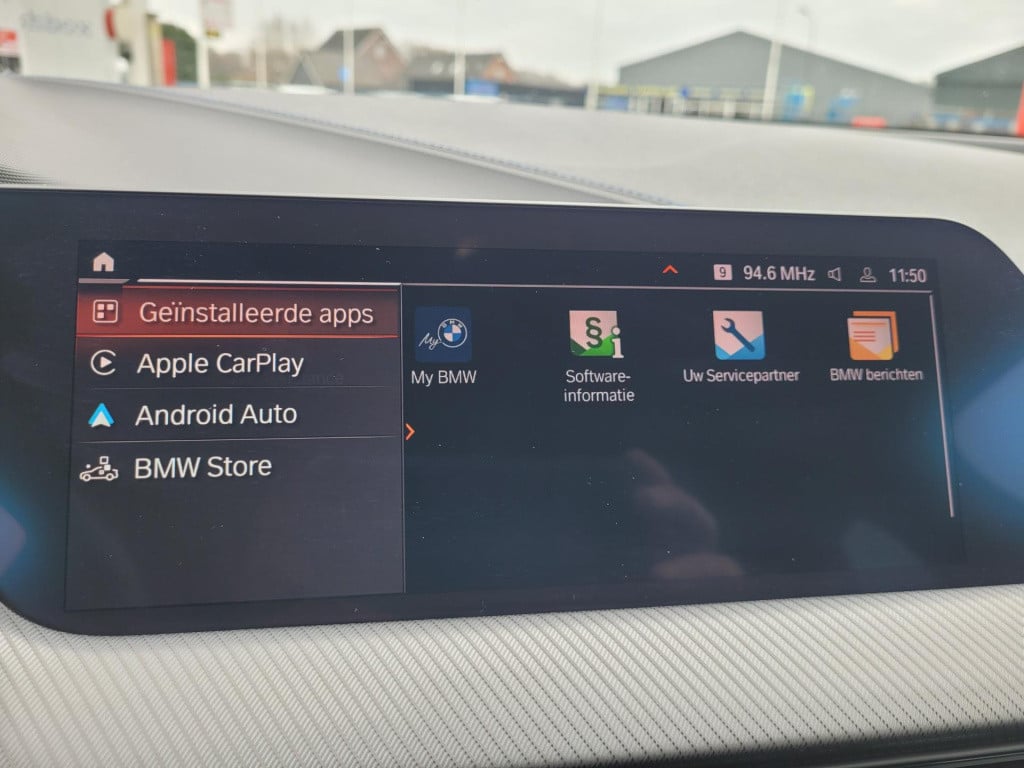 9 94.6 MHz 11:50
Geïnstalleerde apps
Apple CarPlay
Android Auto
BMW Store
My BMW
My BMW
Software-
informatie
Uw Servicepartner
BMW berichten